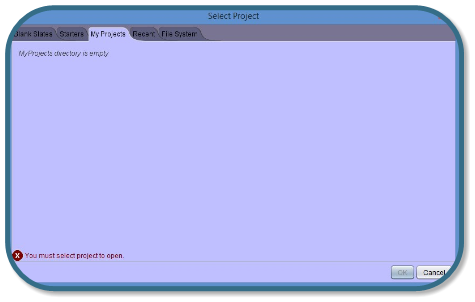 Select Project
Blank Slates Starters My Projects Recent File System
MyProjects directory is empty
X You must select project to open.
OK Cancel